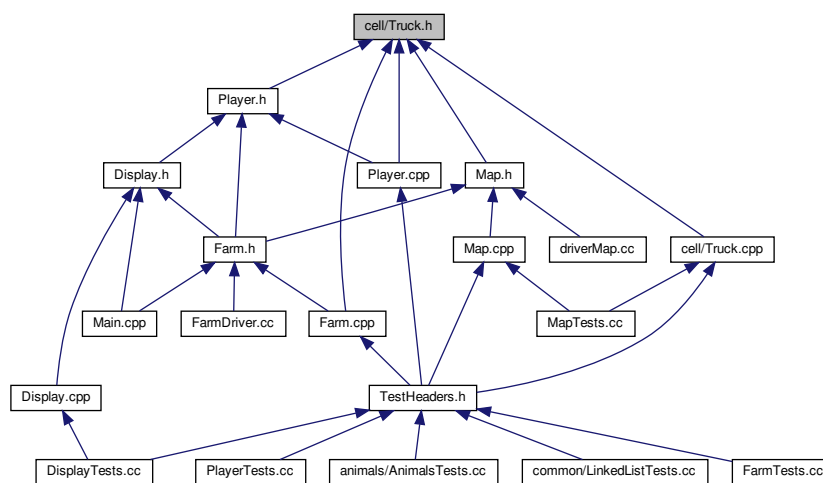 cell/Truck.h
Player.h
Display.h
Player.cpp
Map.h
Farm.h
Map.cpp
driverMap.cc
cell/Truck.cpp
Main.cpp
FarmDriver.cc
Farm.cpp
MapTests.cc
Display.cpp
TestHeaders.h
DisplayTests.cc
PlayerTests.cc
animals/AnimalsTests.cc
common/LinkedListTests.cc
FarmTests.cc